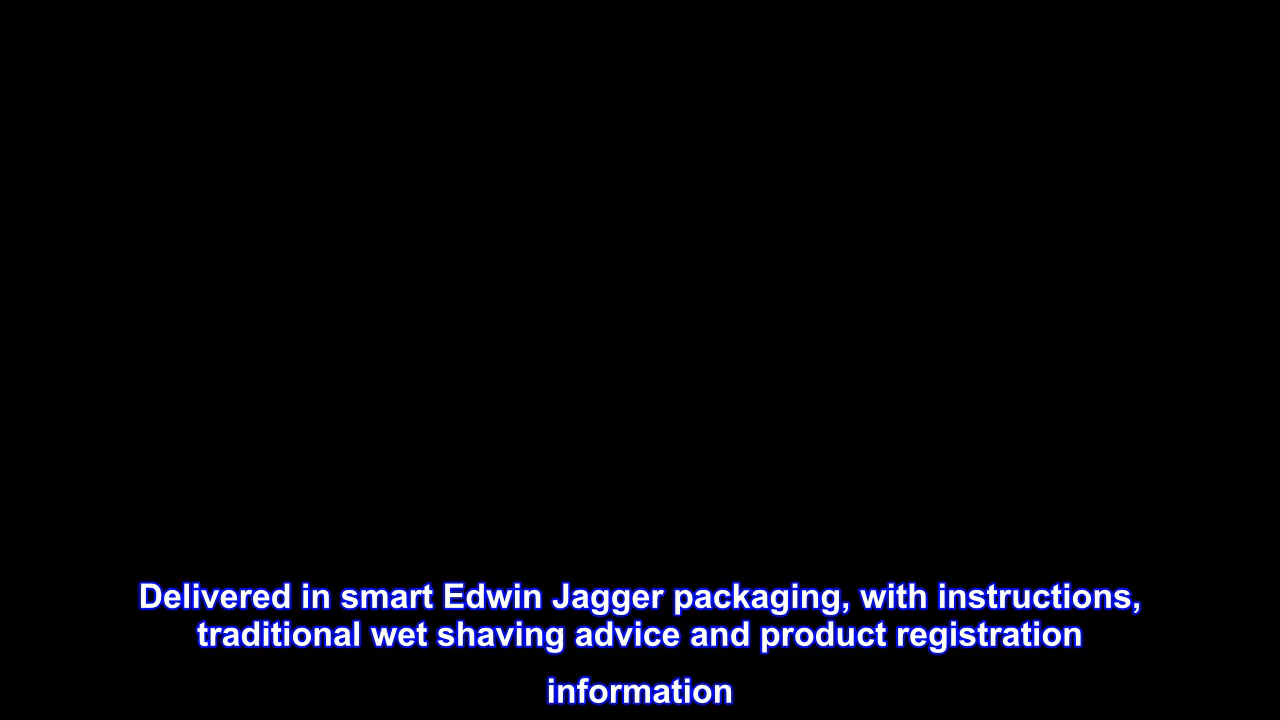 Delivered in smart Edwin Jagger packaging, with instructions,
traditional wet shaving advice and product registration
information